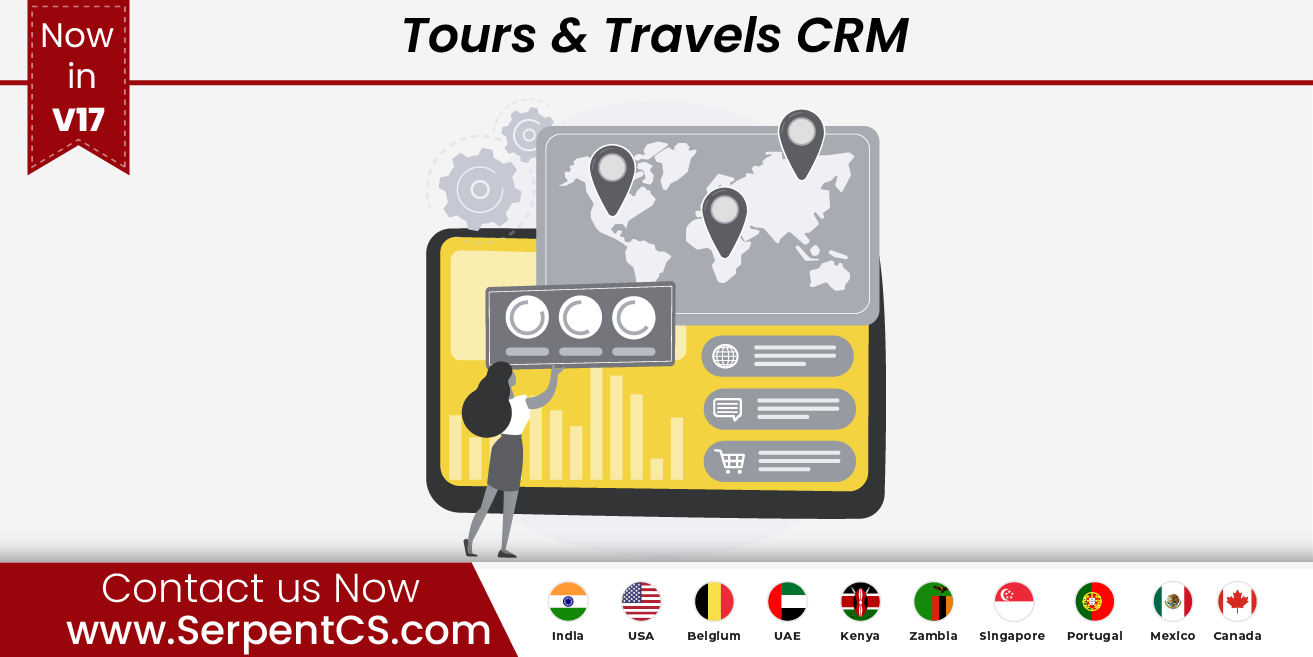 Now
in
V17
Tours & Travels CRM
Contact us Now
www.SerpentCS.com
India
USA
Belgium
UAE
Kenya
Zambia
Singapore
Portugal
Mexico
Canada